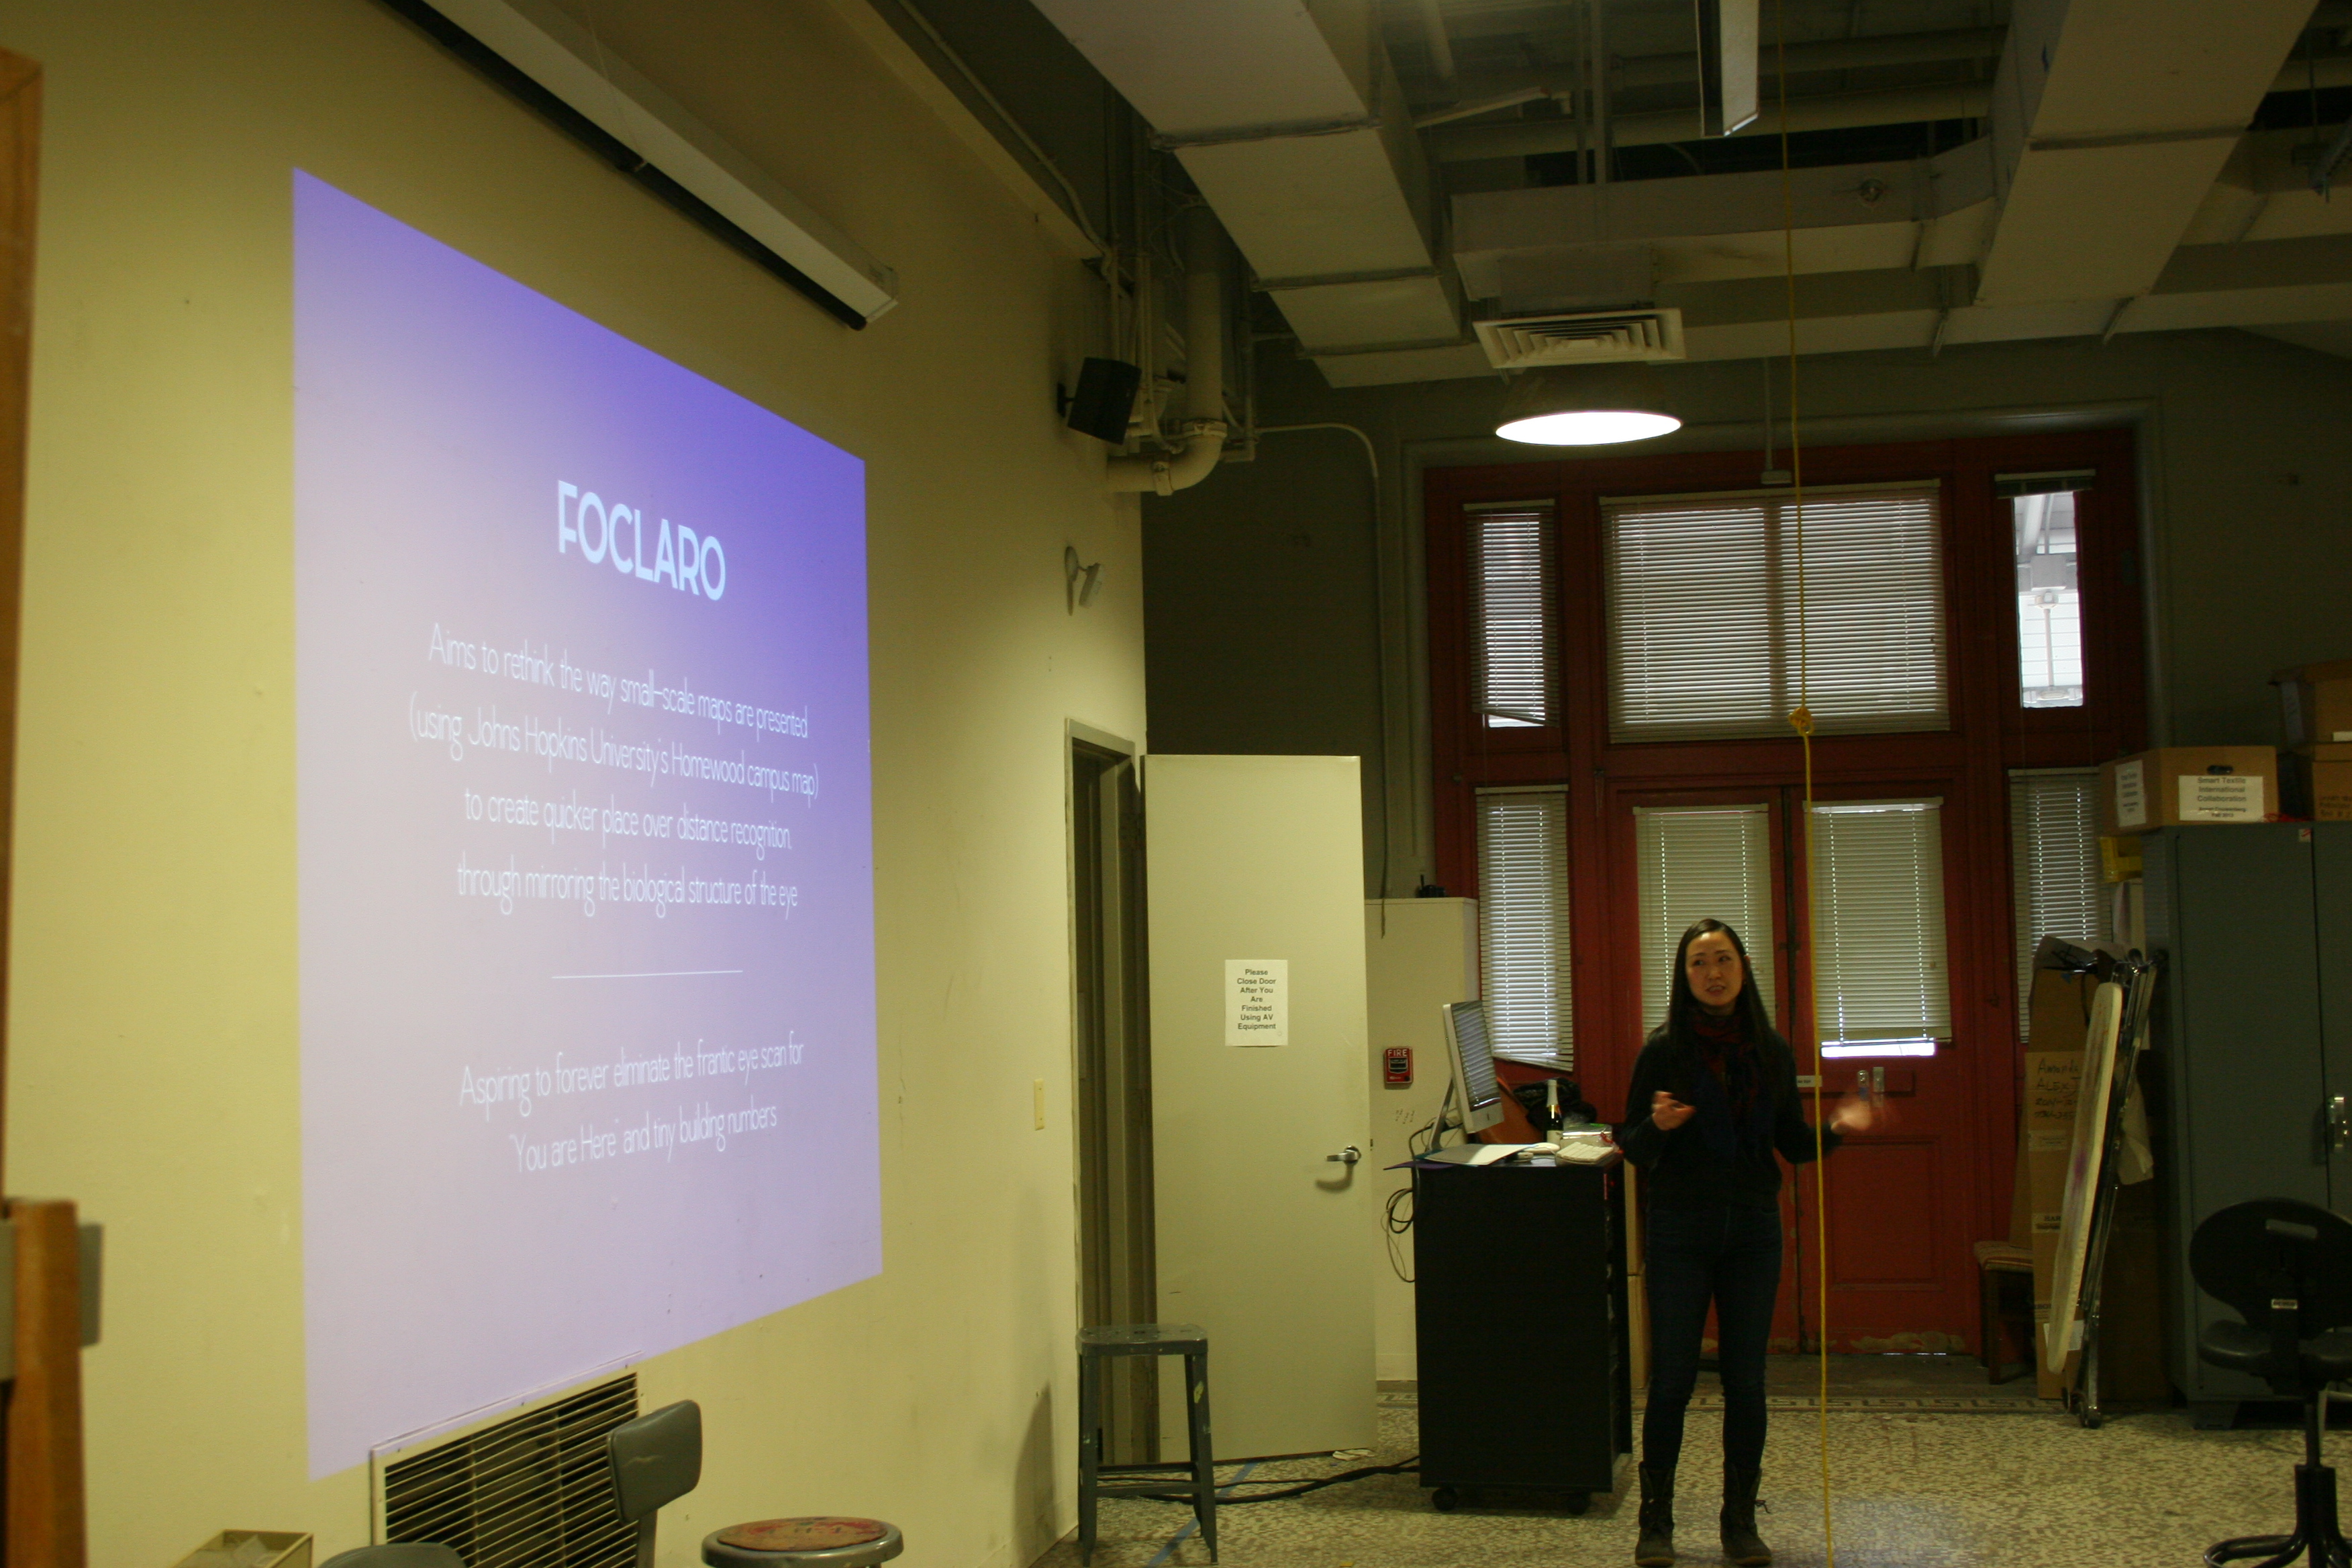 FOCLARO
Aims to rethink the way small-scale maps are presented
(using Johns Hopkins University's Homewood campus map)
to create quicker place over distance recognition.
through mirroring the biological structure of the eye
Aspiring to forever eliminate the frantic eye scan for
"You are Here" and tiny building numbers
Please
Close Door
After You
Are
Finished
Using AV
Equipment
FIRE
Smart Textile
International
Collaboration